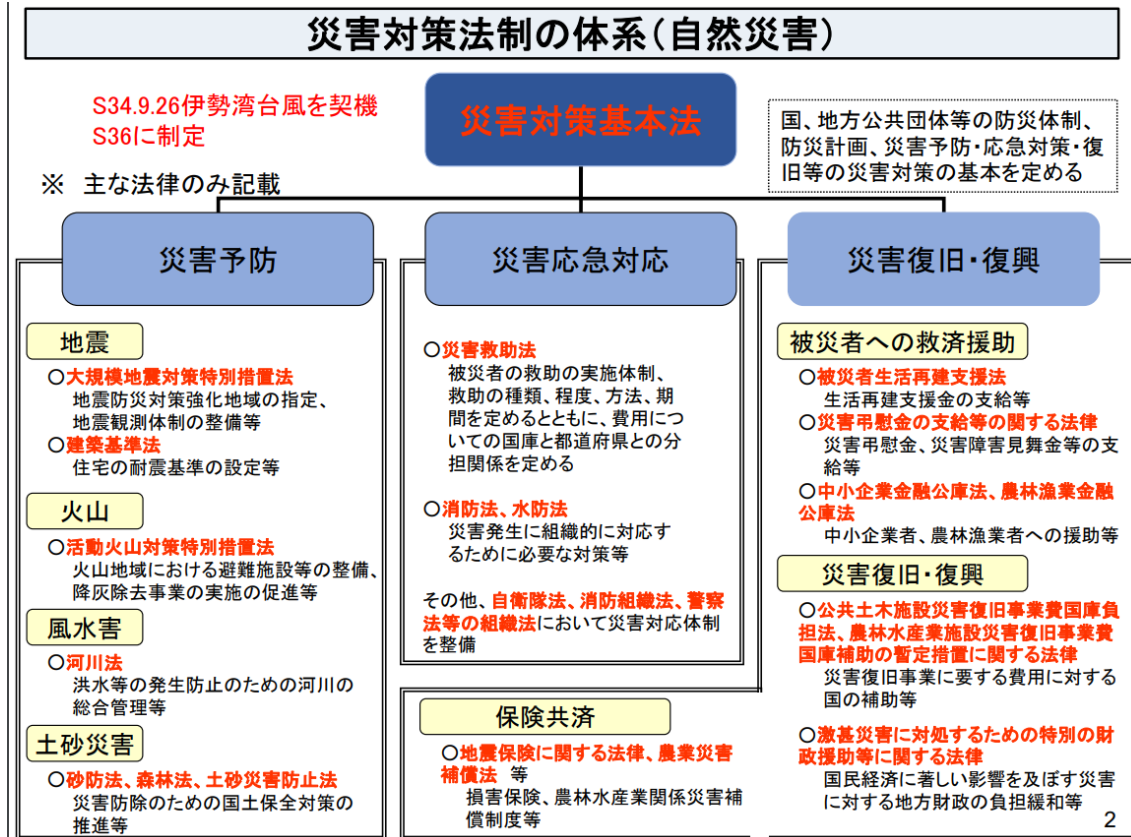 災害対策法制の体系(自然災害)
S34.9.26伊勢湾台風を契機
S36に制定
※ 主な法律のみ記載
災害対策基本法
国、地方公共団体等の防災体制、
防災計画、災害予防・応急対策・復
旧等の災害対策の基本を定める
災害予防
地震
○大規模地震対策特別措置法
地震防災対策強化地域の指定、
地震観測体制の整備等
○建築基準法
住宅の耐震基準の設定等
火山
○活動火山対策特別措置法
火山地域における避難施設等の整備、
降灰除去事業の実施の促進等
風水害
○河川法
洪水等の発生防止のための河川の
総合管理等
土砂災害
○砂防法、森林法、土砂災害防止法
災害防除のための国土保全対策の
推進等
災害応急対応
○災害救助法
被災者の救助の実施体制、
救助の種類、程度、方法、期
間を定めるとともに、費用につ
いての国庫と都道府県との分
担関係を定める
○消防法、水防法
災害発生に組織的に対応す
るために必要な対策等
その他、自衛隊法、消防組織法、警察
法等の組織法において災害対応体制
を整備
保険共済
○地震保険に関する法律、農業災害
補償法 等
損害保険、農林水産業関係災害補
償制度等
災害復旧・復興
被災者への救済援助
○被災者生活再建支援法
生活再建支援金の支給等
○災害弔慰金の支給等の関する法律
災害弔慰金、災害障害見舞金等の支
給等
○中小企業金融公庫法、農林漁業金融
公庫法
中小企業者、農林漁業者への援助等
災害復旧・復興
○公共土木施設災害復旧事業費国庫負
担法、農林水産業施設災害復旧事業費
国庫補助の暫定措置に関する法律
災害復旧事業に要する費用に対する
国の補助等
○激甚災害に対処するための特別の財
政援助等に関する法律
国民経済に著しい影響を及ぼす災害
に対する地方財政の負担緩和等
2